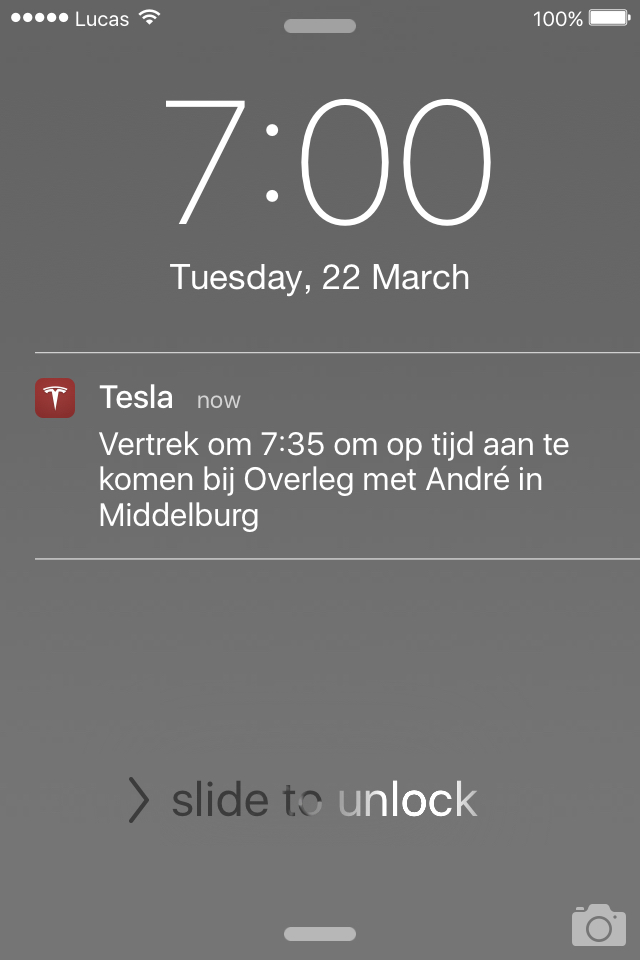 Lucas 100%
7:00
Tuesday, 22 March
Tesla now
Vertrek om 7:35 om op tijd aan te
komen bij Overleg met André in
Middelburg
slide to unlock